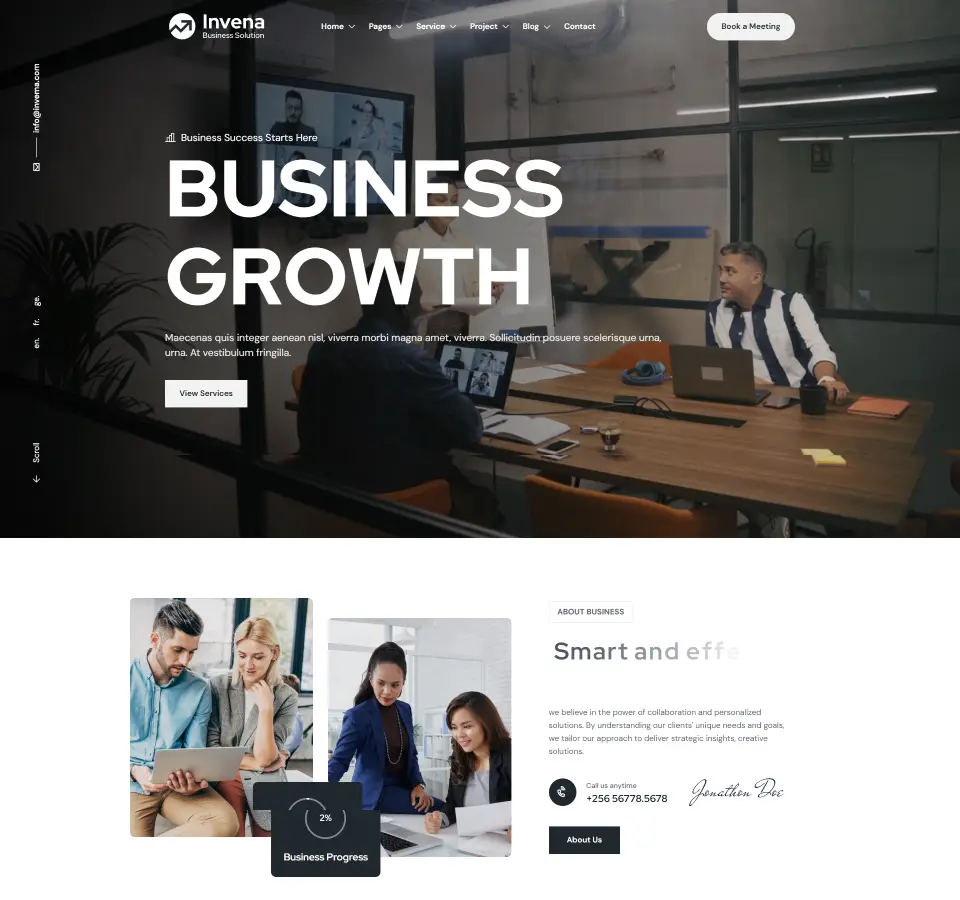 Invena
Business Solution
Home
Pages
Service
Project
Blog
Contact
Book a Meeting
info@invema.com
Business Success Starts Here
BUSINESS
GROWTH
en. fr. ge.
Maecenas quis integer aenean nisl, viverra morbi magna amet, viverra. Sollicitudin posuere scelerisque urna,
urna. At vestibulum fringilla.
View Services
Scroll
ABOUT BUSINESS
Smart and effe
we believe in the power of collaboration and personalized
solutions. By understanding our clients' unique needs and goals,
we tailor our approach to deliver strategic insights, creative
solutions.
Call us anytime
+256 56778.5678
Jonathon Doe
2%
Business Progress
About Us